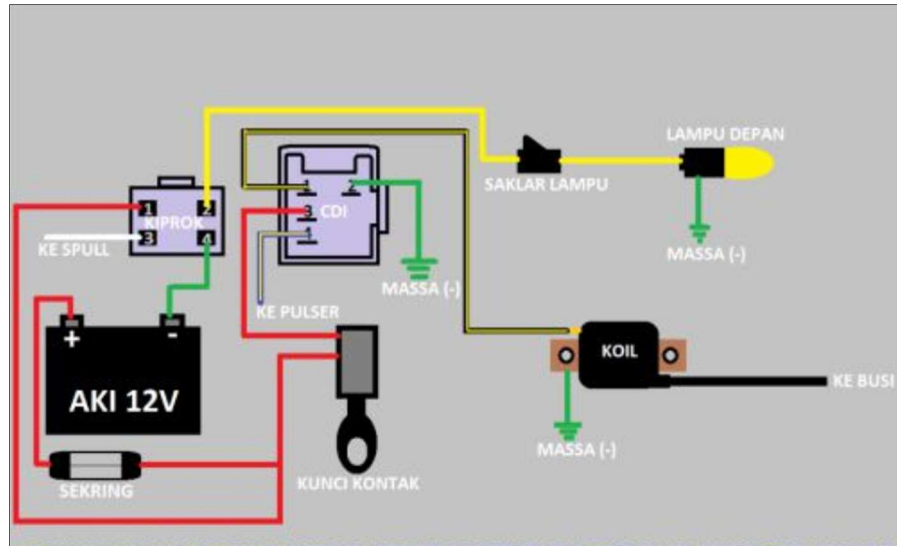 LAMPU DEPAN
SAKLAR LAMPU
MASSA (-)
1
2
KIPROK
3
4
KE SPULL
1
2
3
CDI
4
MASSA (-)
KE PULSER
+
-
AKI 12V
KOIL
KE BUSI
MASSA (-)
SEKRING
KUNCI KONTAK